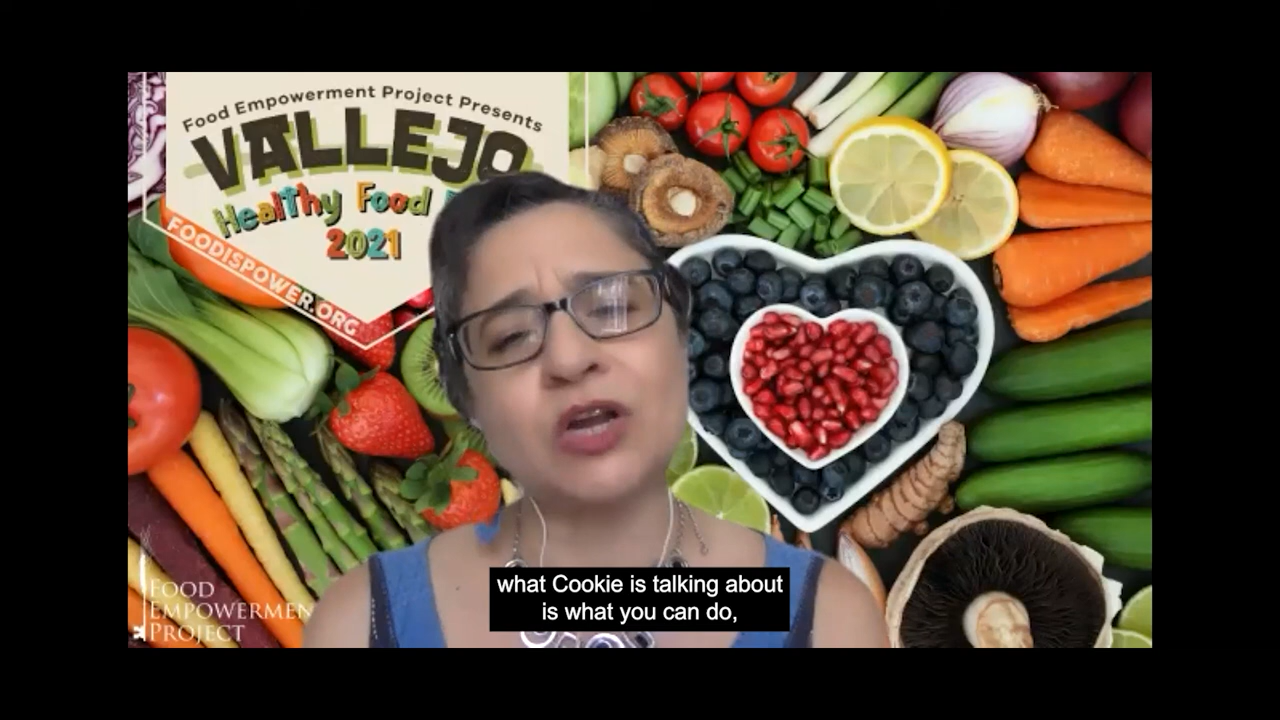 Food Empowerment Project Presents
VALLEJO
Healthy Food
2021
FOODISPOWER.ORG
FOOD
EMPOWERMEN
PROJECT
what Cookie is talking about
is what you can do,